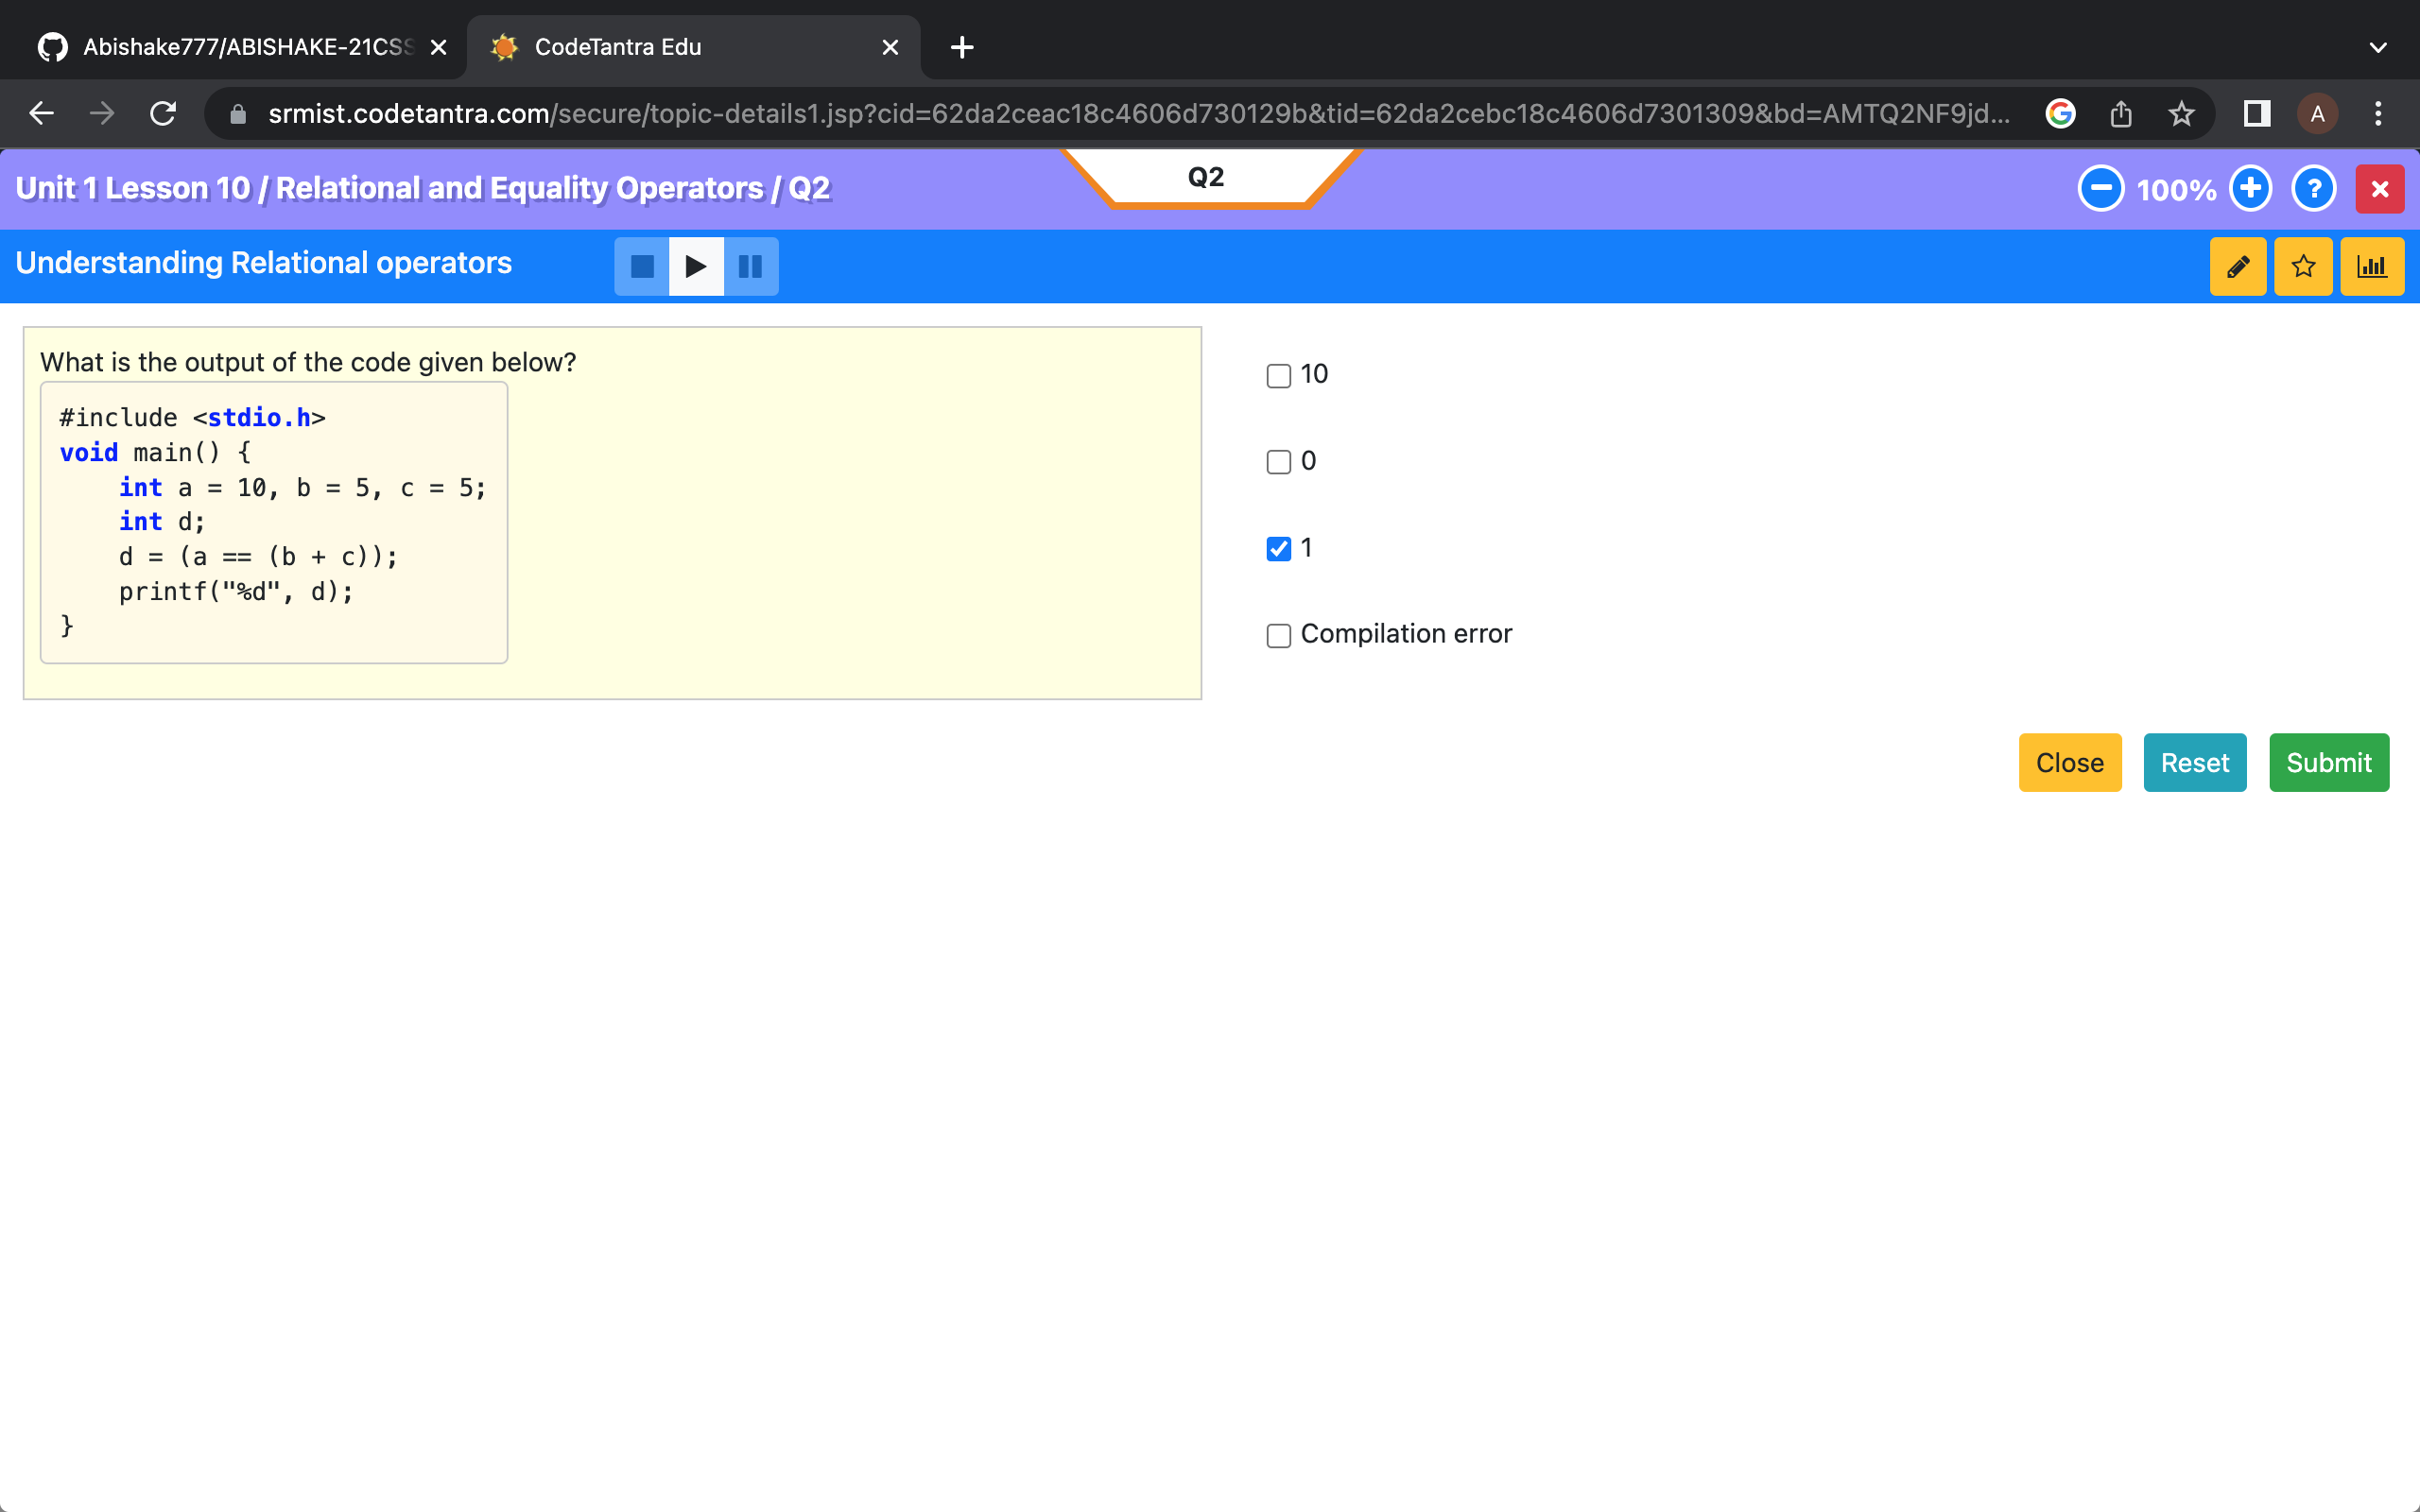 Abishake777/ABISHAKE-21CSS
CodeTantra Edu
srmist.codetantra.com/secure/topic-details1.jsp?cid=62da2ceac18c4606d730129b&tid=62da2cebc18c4606d7301309&bd=AMTQ2NF9jd...
A
Unit 1 Lesson 10 / Relational and Equality Operators / Q2
Q2
100%
?
Understanding Relational operators
What is the output of the code given below?
#include <stdio.h>
void main() {
    int a = 10, b = 5, c = 5;
    int d;
    d = (a == (b + c));
    printf("%d", d);
}
10
0
1
Compilation error
Close
Reset
Submit